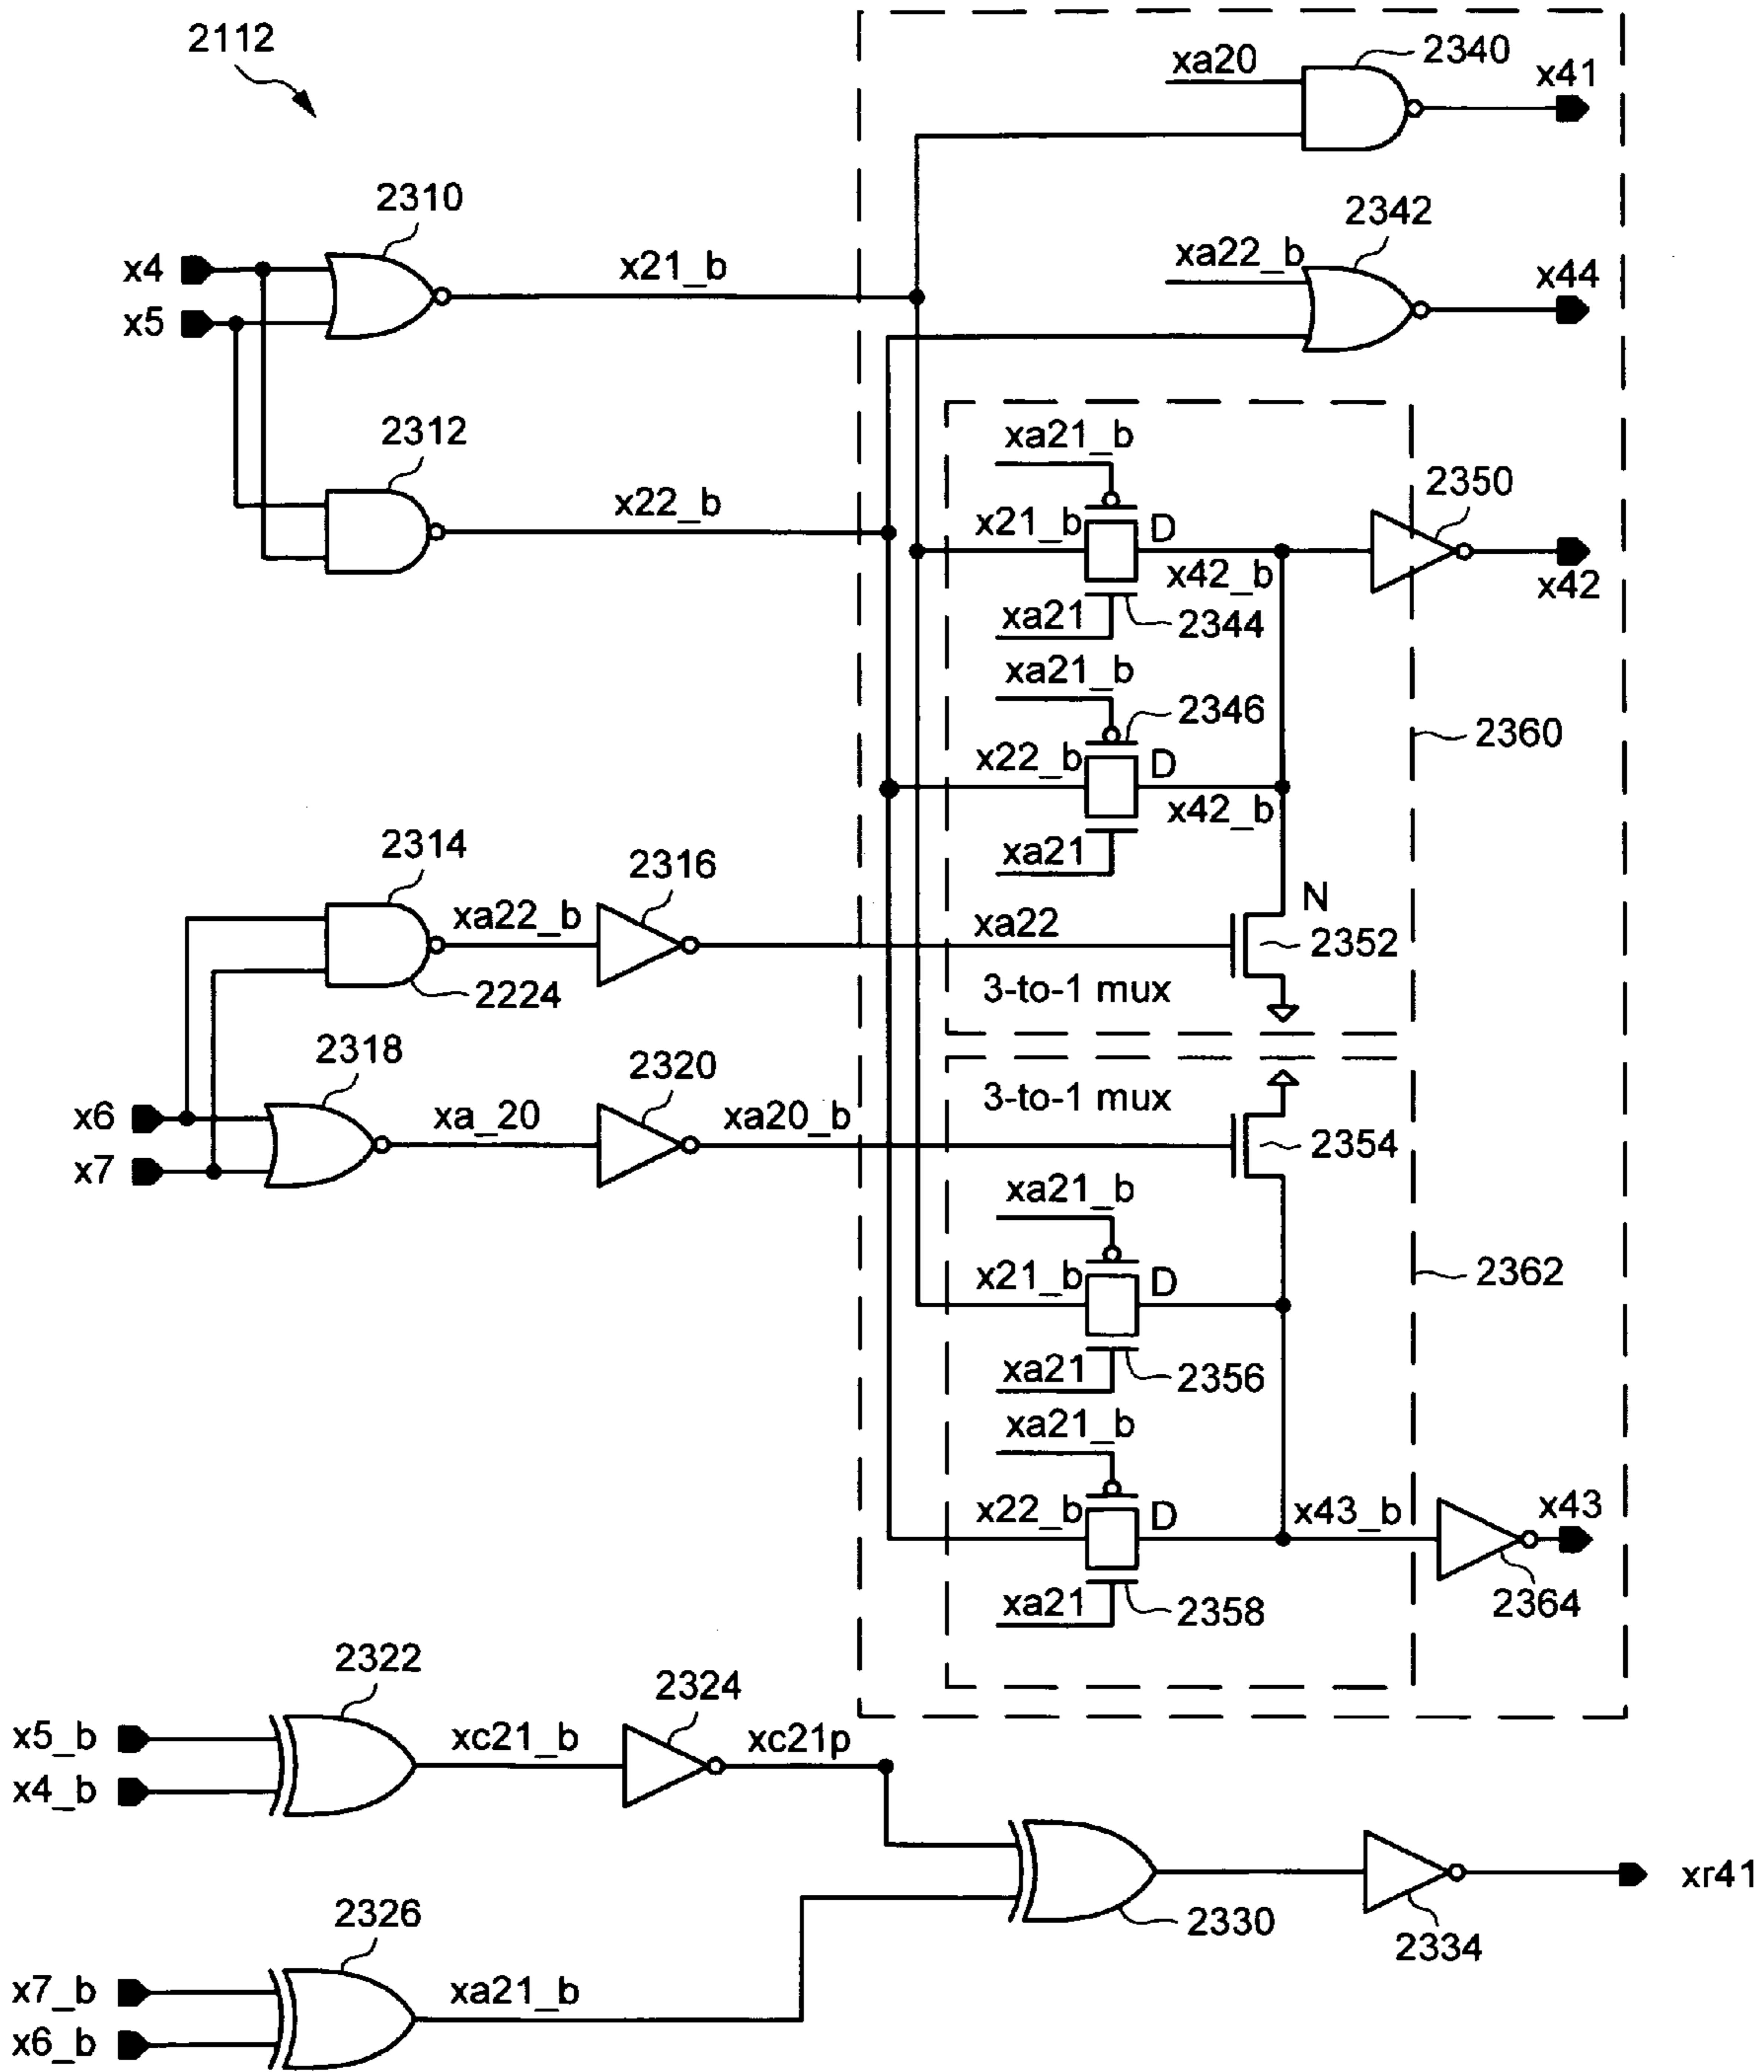 2112
xa20
2340
x41
2310
2342
x4
x5
x21_b
xa22_b
x44
2312
x22_b
xa21_b
x21_b
D
x42_b
xa21
2344
2350
x42
xa21_b
2346
x22_b
D
x42_b
xa21
2360
2314
2316
xa22_b
2224
xa22
N
2352
3-to-1 mux
2318
2320
x6
x7
xa_20
xa20_b
3-to-1 mux
2354
xa21_b
x21_b
D
xa21
2356
2362
xa21_b
x22_b
D
xa21
2358
x43_b
x43
2364
2322
2324
x5_b
x4_b
xc21_b
xc21p
2326
2330
2334
xr41
x7_b
x6_b
xa21_b